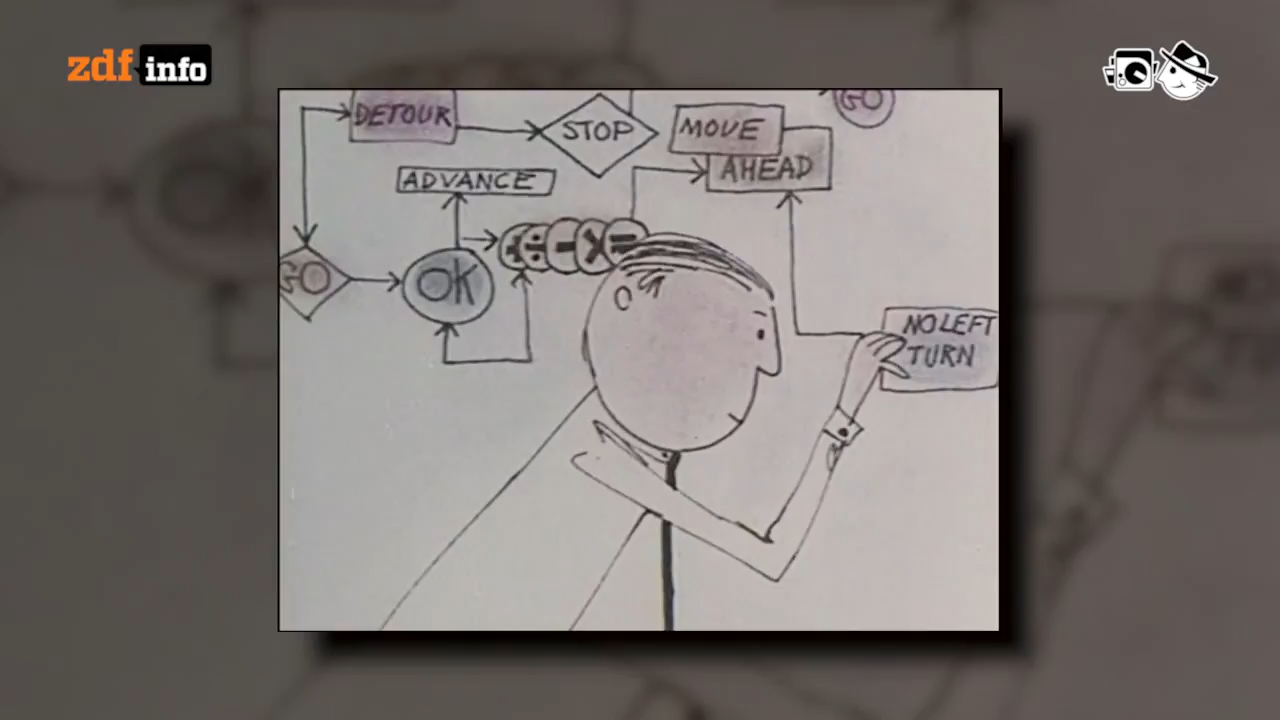 zdf info
DETOUR
STOP
MOVE
AHEAD
GO
ADVANCE
+ ÷ - X =
GO
OK
NO LEFT
TURN